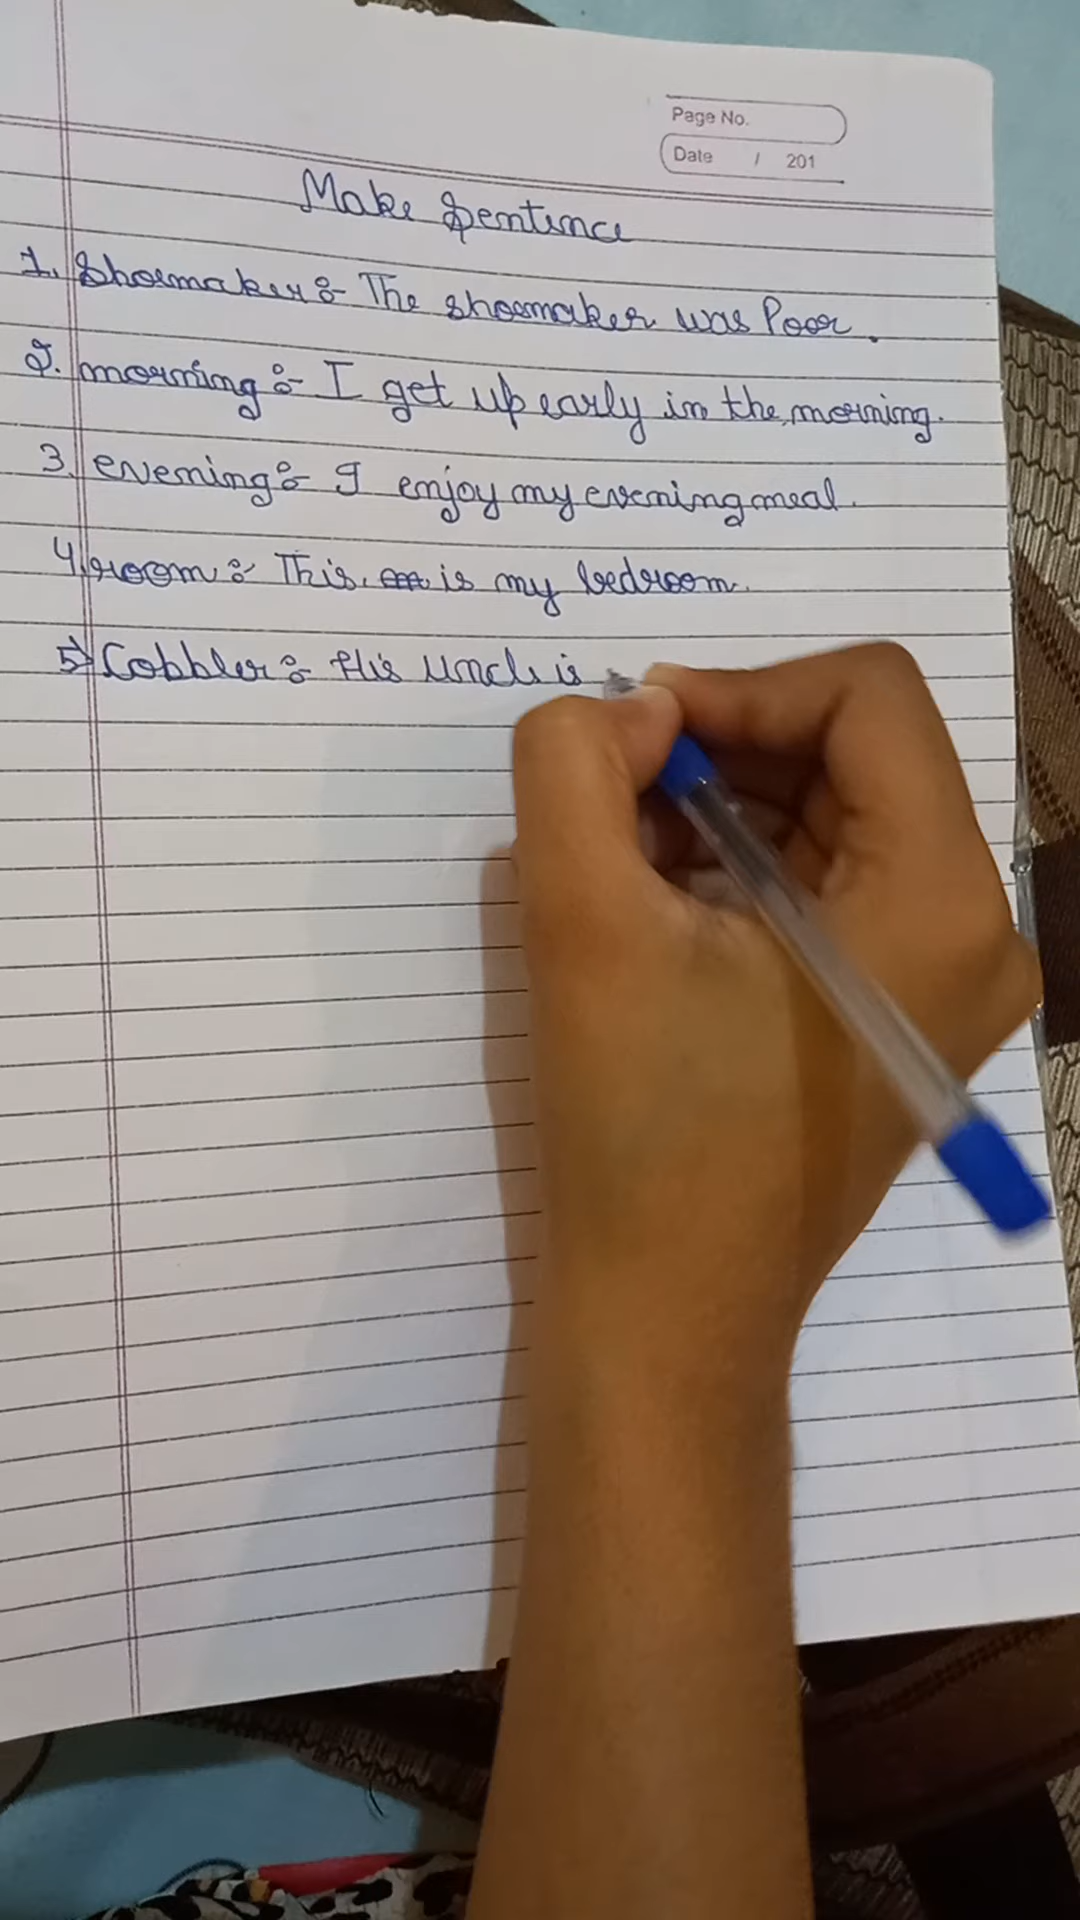 Page No.
Date / 201
Make Sentence
1. Shoemaker :- The shoemaker was Poor.
2. morning :- I get up early in the morning.
3. evening :- I enjoy my evening meal.
4. room :- This is my bedroom.
5. Cobbler :- His Uncle is